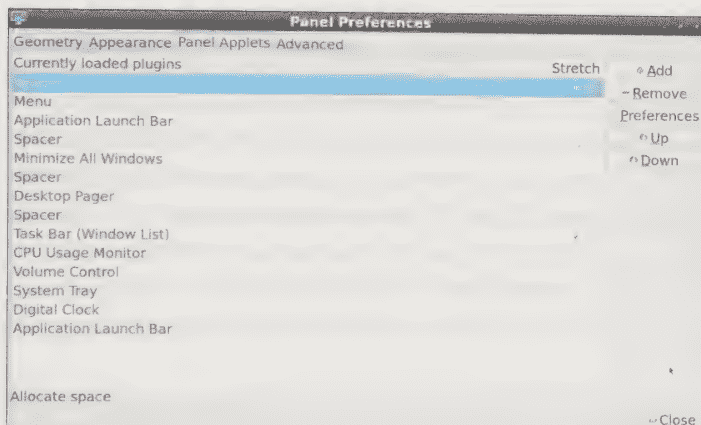 Panel Preferences
Geometry Appearance Panel Applets Advanced
Currently loaded plugins Stretch
Menu
Application Launch Bar
Spacer
Minimize All Windows
Spacer
Desktop Pager
Spacer
Task Bar (Window List)
CPU Usage Monitor
Volume Control
System Tray
Digital Clock
Application Launch Bar
Add
Remove
Preferences
Up
Down
Allocate space
Close